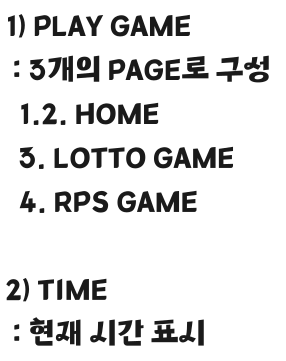 1) PLAY GAME
: 3개의 PAGE로 구성
1.2. HOME
3. LOTTO GAME
4. RPS GAME
2) TIME
: 현재 시간 표시